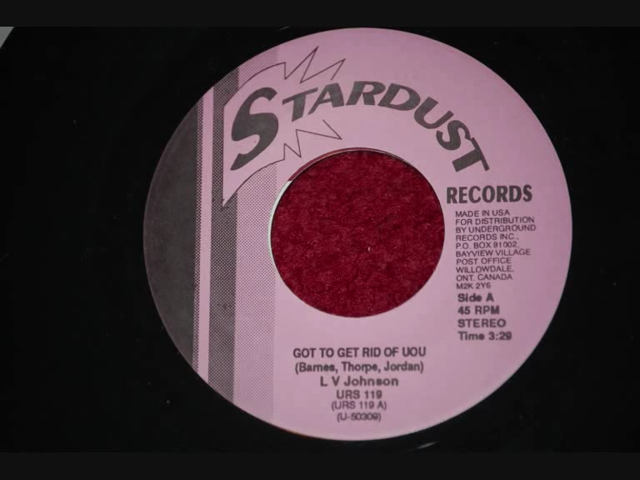 STARDUST
RECORDS
MADE IN USA
FOR DISTRIBUTION
BY UNDERGROUND
RECORDS INC.,
P.O. BOX 91002,
BAYVIEW VILLAGE
POST OFFICE
WILLOWDALE,
ONT. CANADA
M2K 2Y6
Side A
45 RPM
STEREO
Time 3:29
GOT TO GET RID OF UOU
(Barnes, Thorpe, Jordan)
L V Johnson
URS 119
(URS 119 A)
(U-50309)